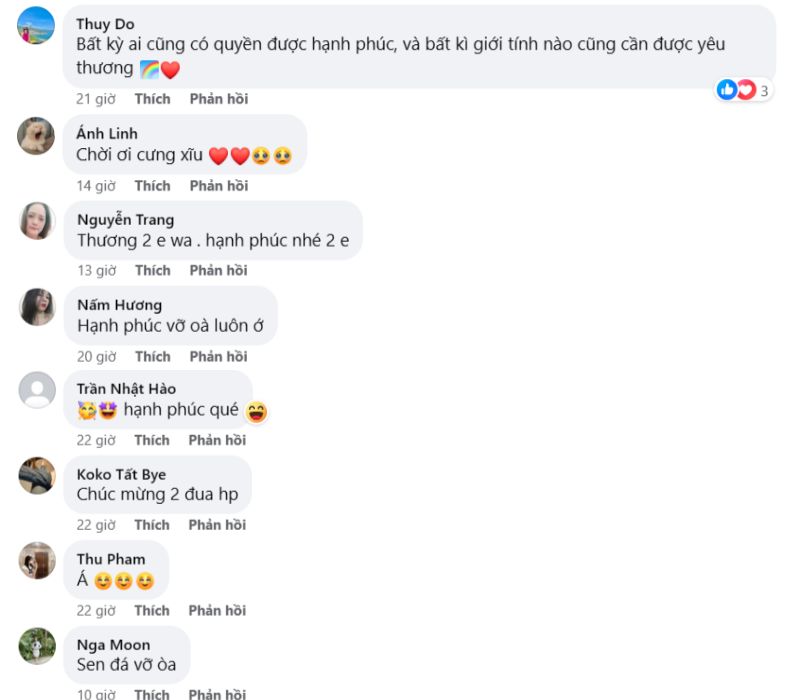 Thuy Do
Bất kỳ ai cũng có quyền được hạnh phúc, và bất kì giới tính nào cũng cần được yêu
thương 🌈❤️
21 giờ Thích Phản hồi 3
Ánh Linh
Chời ơi cưng xĩu ❤️❤️🥹🥹
14 giờ Thích Phản hồi
Nguyễn Trang
Thương 2 e wa . hạnh phúc nhé 2 e
13 giờ Thích Phản hồi
Nấm Hương
Hạnh phúc vỡ oà luôn ớ
20 giờ Thích Phản hồi
Trần Nhật Hào
🥳🤩 hạnh phúc qué 😄
22 giờ Thích Phản hồi
Koko Tất Bye
Chúc mừng 2 đua hp
22 giờ Thích Phản hồi
Thu Pham
Á ☺️☺️☺️
22 giờ Thích Phản hồi
Nga Moon
Sen đá vỡ òa
10 giờ Thích Phản hồi